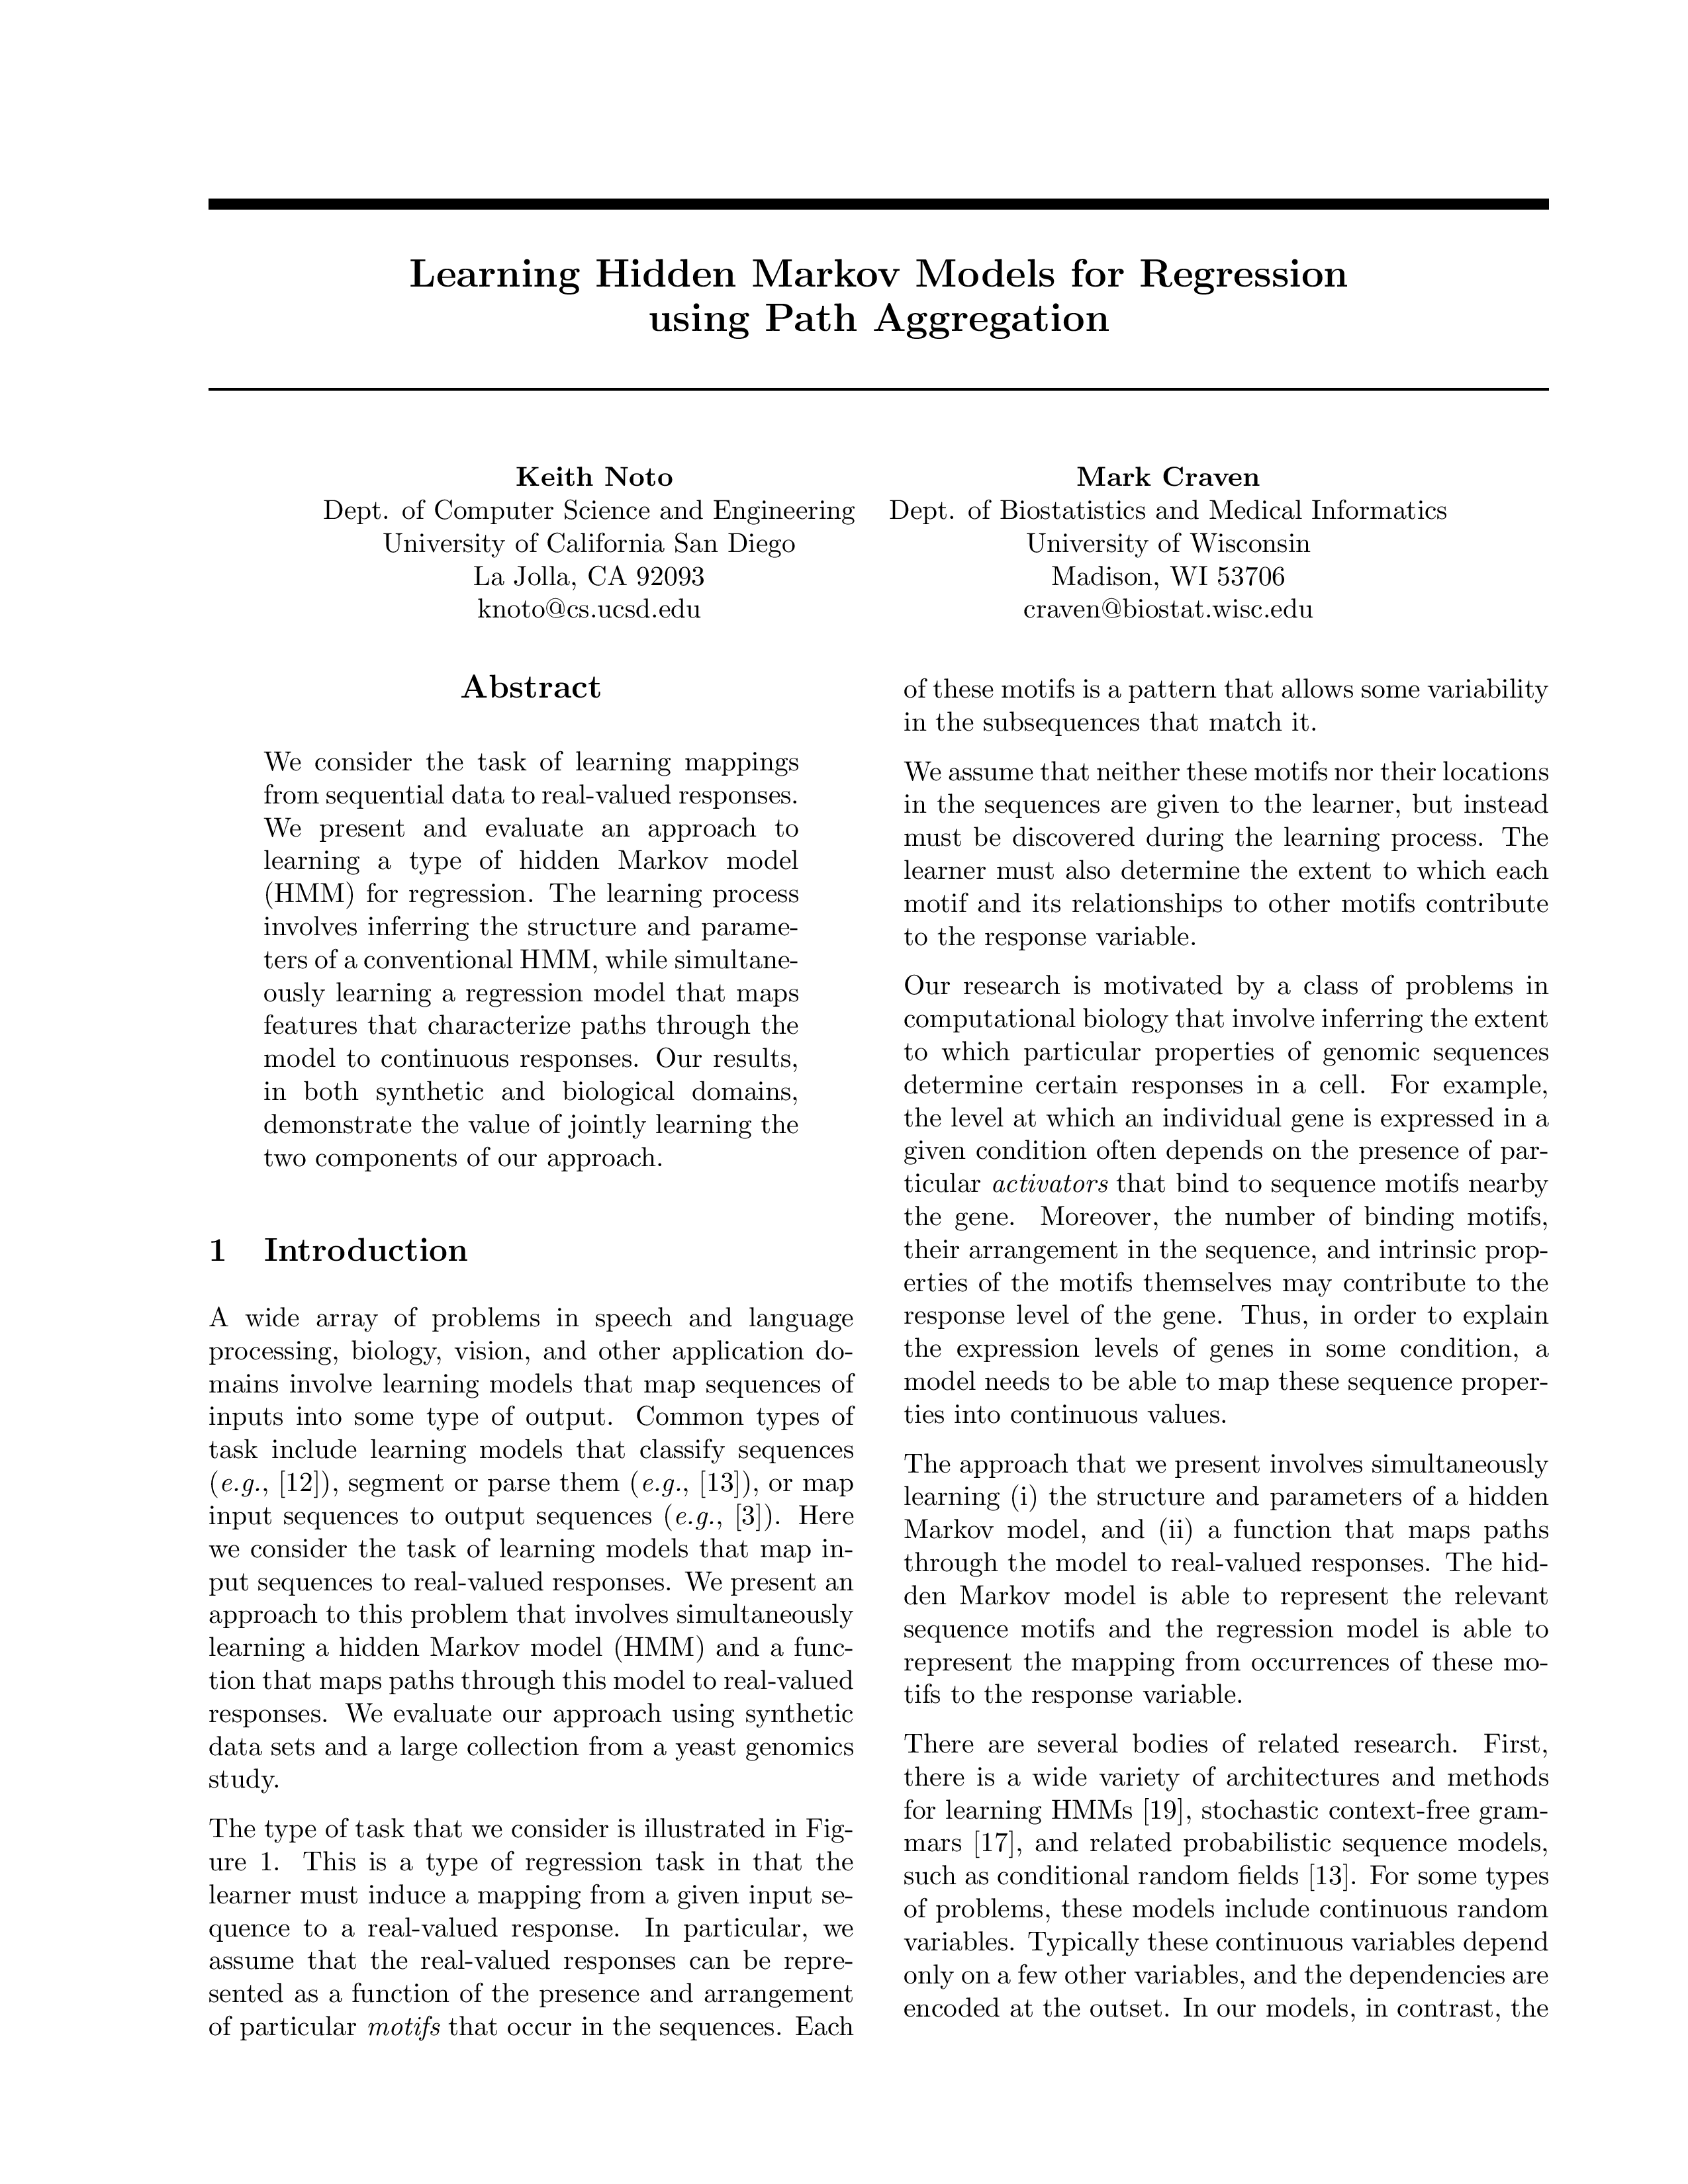 Learning Hidden Markov Models for Regression
using Path Aggregation
Keith Noto
Dept. of Computer Science and Engineering
University of California San Diego
La Jolla, CA 92093
knoto@cs.ucsd.edu
Mark Craven
Dept. of Biostatistics and Medical Informatics
University of Wisconsin
Madison, WI 53706
craven@biostat.wisc.edu
Abstract
We consider the task of learning mappings
from sequential data to real-valued responses.
We present and evaluate an approach to
learning a type of hidden Markov model
(HMM) for regression. The learning process
involves inferring the structure and parame-
ters of a conventional HMM, while simultane-
ously learning a regression model that maps
features that characterize paths through the
model to continuous responses. Our results,
in both synthetic and biological domains,
demonstrate the value of jointly learning the
two components of our approach.
1 Introduction
A wide array of problems in speech and language
processing, biology, vision, and other application do-
mains involve learning models that map sequences of
inputs into some type of output. Common types of
task include learning models that classify sequences
(e.g., [12]), segment or parse them (e.g., [13]), or map
input sequences to output sequences (e.g., [3]). Here
we consider the task of learning models that map in-
put sequences to real-valued responses. We present an
approach to this problem that involves simultaneously
learning a hidden Markov model (HMM) and a func-
tion that maps paths through this model to real-valued
responses. We evaluate our approach using synthetic
data sets and a large collection from a yeast genomics
study.
The type of task that we consider is illustrated in Fig-
ure 1. This is a type of regression task in that the
learner must induce a mapping from a given input se-
quence to a real-valued response. In particular, we
assume that the real-valued responses can be repre-
sented as a function of the presence and arrangement
of particular motifs that occur in the sequences. Each
of these motifs is a pattern that allows some variability
in the subsequences that match it.
We assume that neither these motifs nor their locations
in the sequences are given to the learner, but instead
must be discovered during the learning process. The
learner must also determine the extent to which each
motif and its relationships to other motifs contribute
to the response variable.
Our research is motivated by a class of problems in
computational biology that involve inferring the extent
to which particular properties of genomic sequences
determine certain responses in a cell. For example,
the level at which an individual gene is expressed in a
given condition often depends on the presence of par-
ticular activators that bind to sequence motifs nearby
the gene. Moreover, the number of binding motifs,
their arrangement in the sequence, and intrinsic prop-
erties of the motifs themselves may contribute to the
response level of the gene. Thus, in order to explain
the expression levels of genes in some condition, a
model needs to be able to map these sequence proper-
ties into continuous values.
The approach that we present involves simultaneously
learning (i) the structure and parameters of a hidden
Markov model, and (ii) a function that maps paths
through the model to real-valued responses. The hid-
den Markov model is able to represent the relevant
sequence motifs and the regression model is able to
represent the mapping from occurrences of these mo-
tifs to the response variable.
There are several bodies of related research. First,
there is a wide variety of architectures and methods
for learning HMMs [19], stochastic context-free gram-
mars [17], and related probabilistic sequence models,
such as conditional random fields [13]. For some types
of problems, these models include continuous random
variables. Typically these continuous variables depend
only on a few other variables, and the dependencies are
encoded at the outset. In our models, in contrast, the